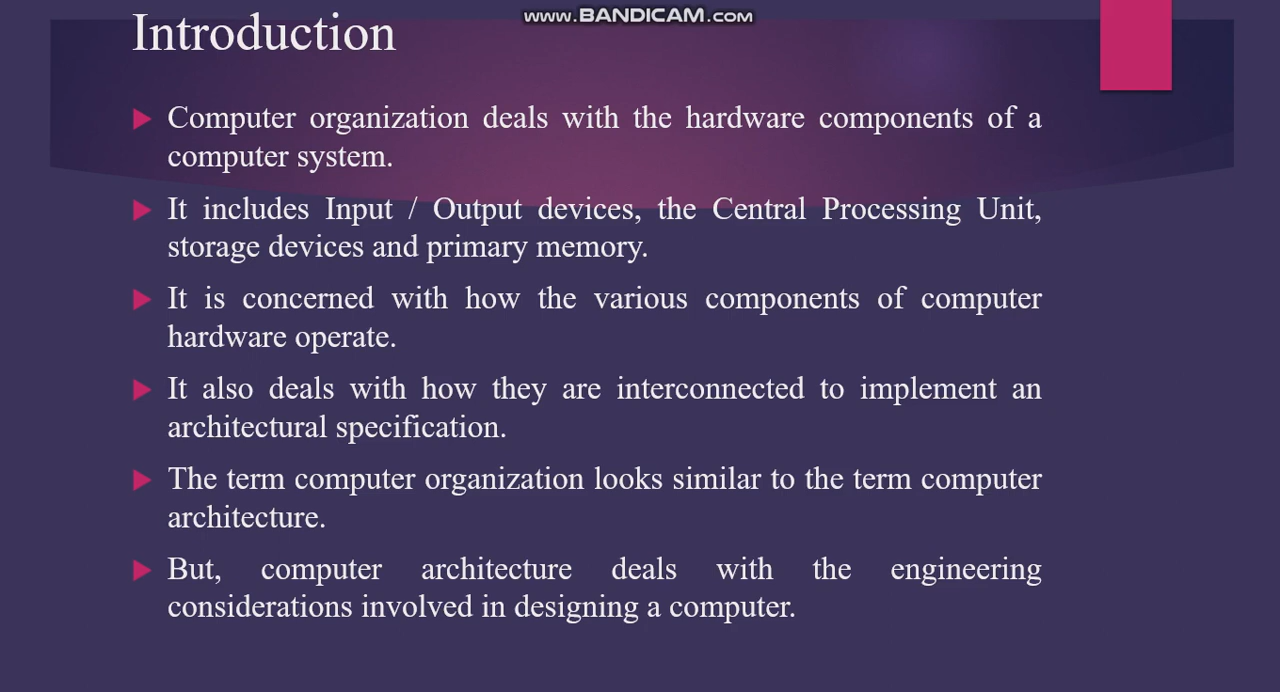 www.BANDICAM.com
Introduction
Computer organization deals with the hardware components of a
computer system.
It includes Input / Output devices, the Central Processing Unit,
storage devices and primary memory.
It is concerned with how the various components of computer
hardware operate.
It also deals with how they are interconnected to implement an
architectural specification.
The term computer organization looks similar to the term computer
architecture.
But, computer architecture deals with the engineering
considerations involved in designing a computer.